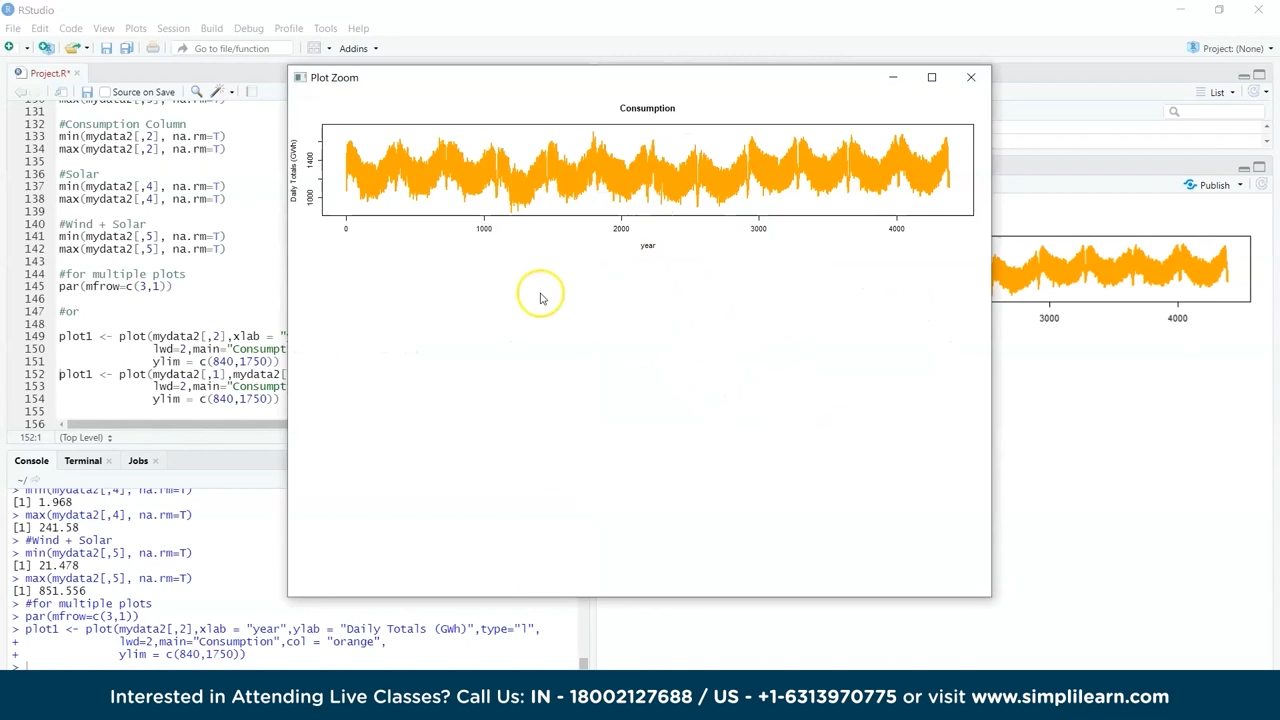 RStudio
File Edit Code View Plots Session Build Debug Profile Tools Help
Go to file/function Addins Project: (None)
Project.R*
Source on Save List
131
132 #Consumption Column
133 min(mydata2[,2], na.rm=T)
134 max(mydata2[,2], na.rm=T)
135
136 #Solar
137 min(mydata2[,4], na.rm=T)
138 max(mydata2[,4], na.rm=T)
139
140 #Wind + Solar
141 min(mydata2[,5], na.rm=T)
142 max(mydata2[,5], na.rm=T)
143
144 #for multiple plots
145 par(mfrow=c(3,1))
146
147 #or
148
149 plot1 <- plot(mydata2[,2],xlab = "
150 lwd=2,main="Consumpt
151 ylim = c(840,1750))
152 plot1 <- plot(mydata2[,1],mydata2[
153 lwd=2,main="Consumpt
154 ylim = c(840,1750))
155
156
152:1 (Top Level)
Console Terminal Jobs
~/
> min(mydata2[,4], na.rm=T)
[1] 1.968
> max(mydata2[,4], na.rm=T)
[1] 241.58
> #Wind + Solar
> min(mydata2[,5], na.rm=T)
[1] 21.478
> max(mydata2[,5], na.rm=T)
[1] 851.556
> #for multiple plots
> par(mfrow=c(3,1))
> plot1 <- plot(mydata2[,2],xlab = "year",ylab = "Daily Totals (GWh)",type="l",
+ lwd=2,main="Consumption",col = "orange",
+ ylim = c(840,1750))
>
Plot Zoom
Consumption
Daily Totals (GWh)
1400
1000
0 1000 2000 3000 4000
year
Publish
3000 4000
Interested in Attending Live Classes? Call Us: IN - 18002127688 / US - +1-6313970775 or visit www.simplilearn.com